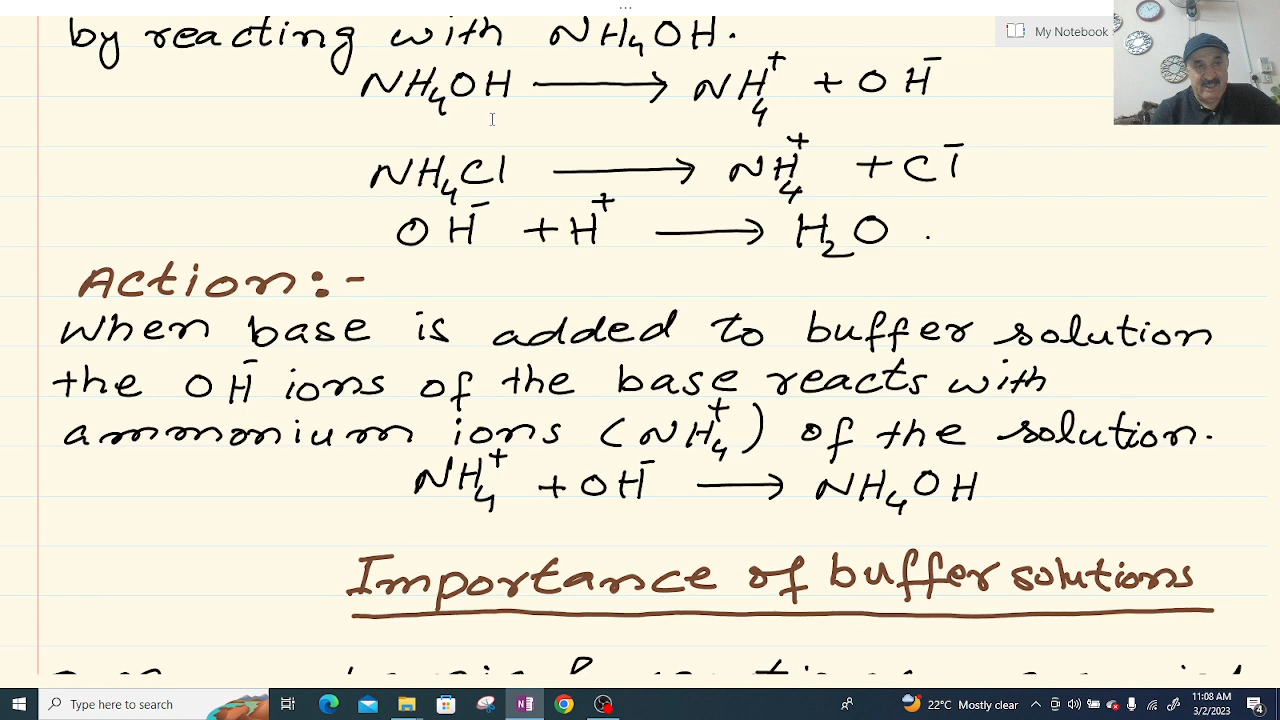 My Notebook
by reacting with NH4OH.
NH4OH ⟶ NH4+ + OH-
NH4Cl ⟶ NH4+ + Cl-
OH- + H+ ⟶ H2O .
Action:-
When base is added to buffer solution
the OH- ions of the base reacts with
ammonium ions (NH4+) of the solution.
NH4+ + OH- ⟶ NH4OH
Importance of buffer solutions
Type here to search
22°C Mostly clear
11:08 AM
3/2/2023